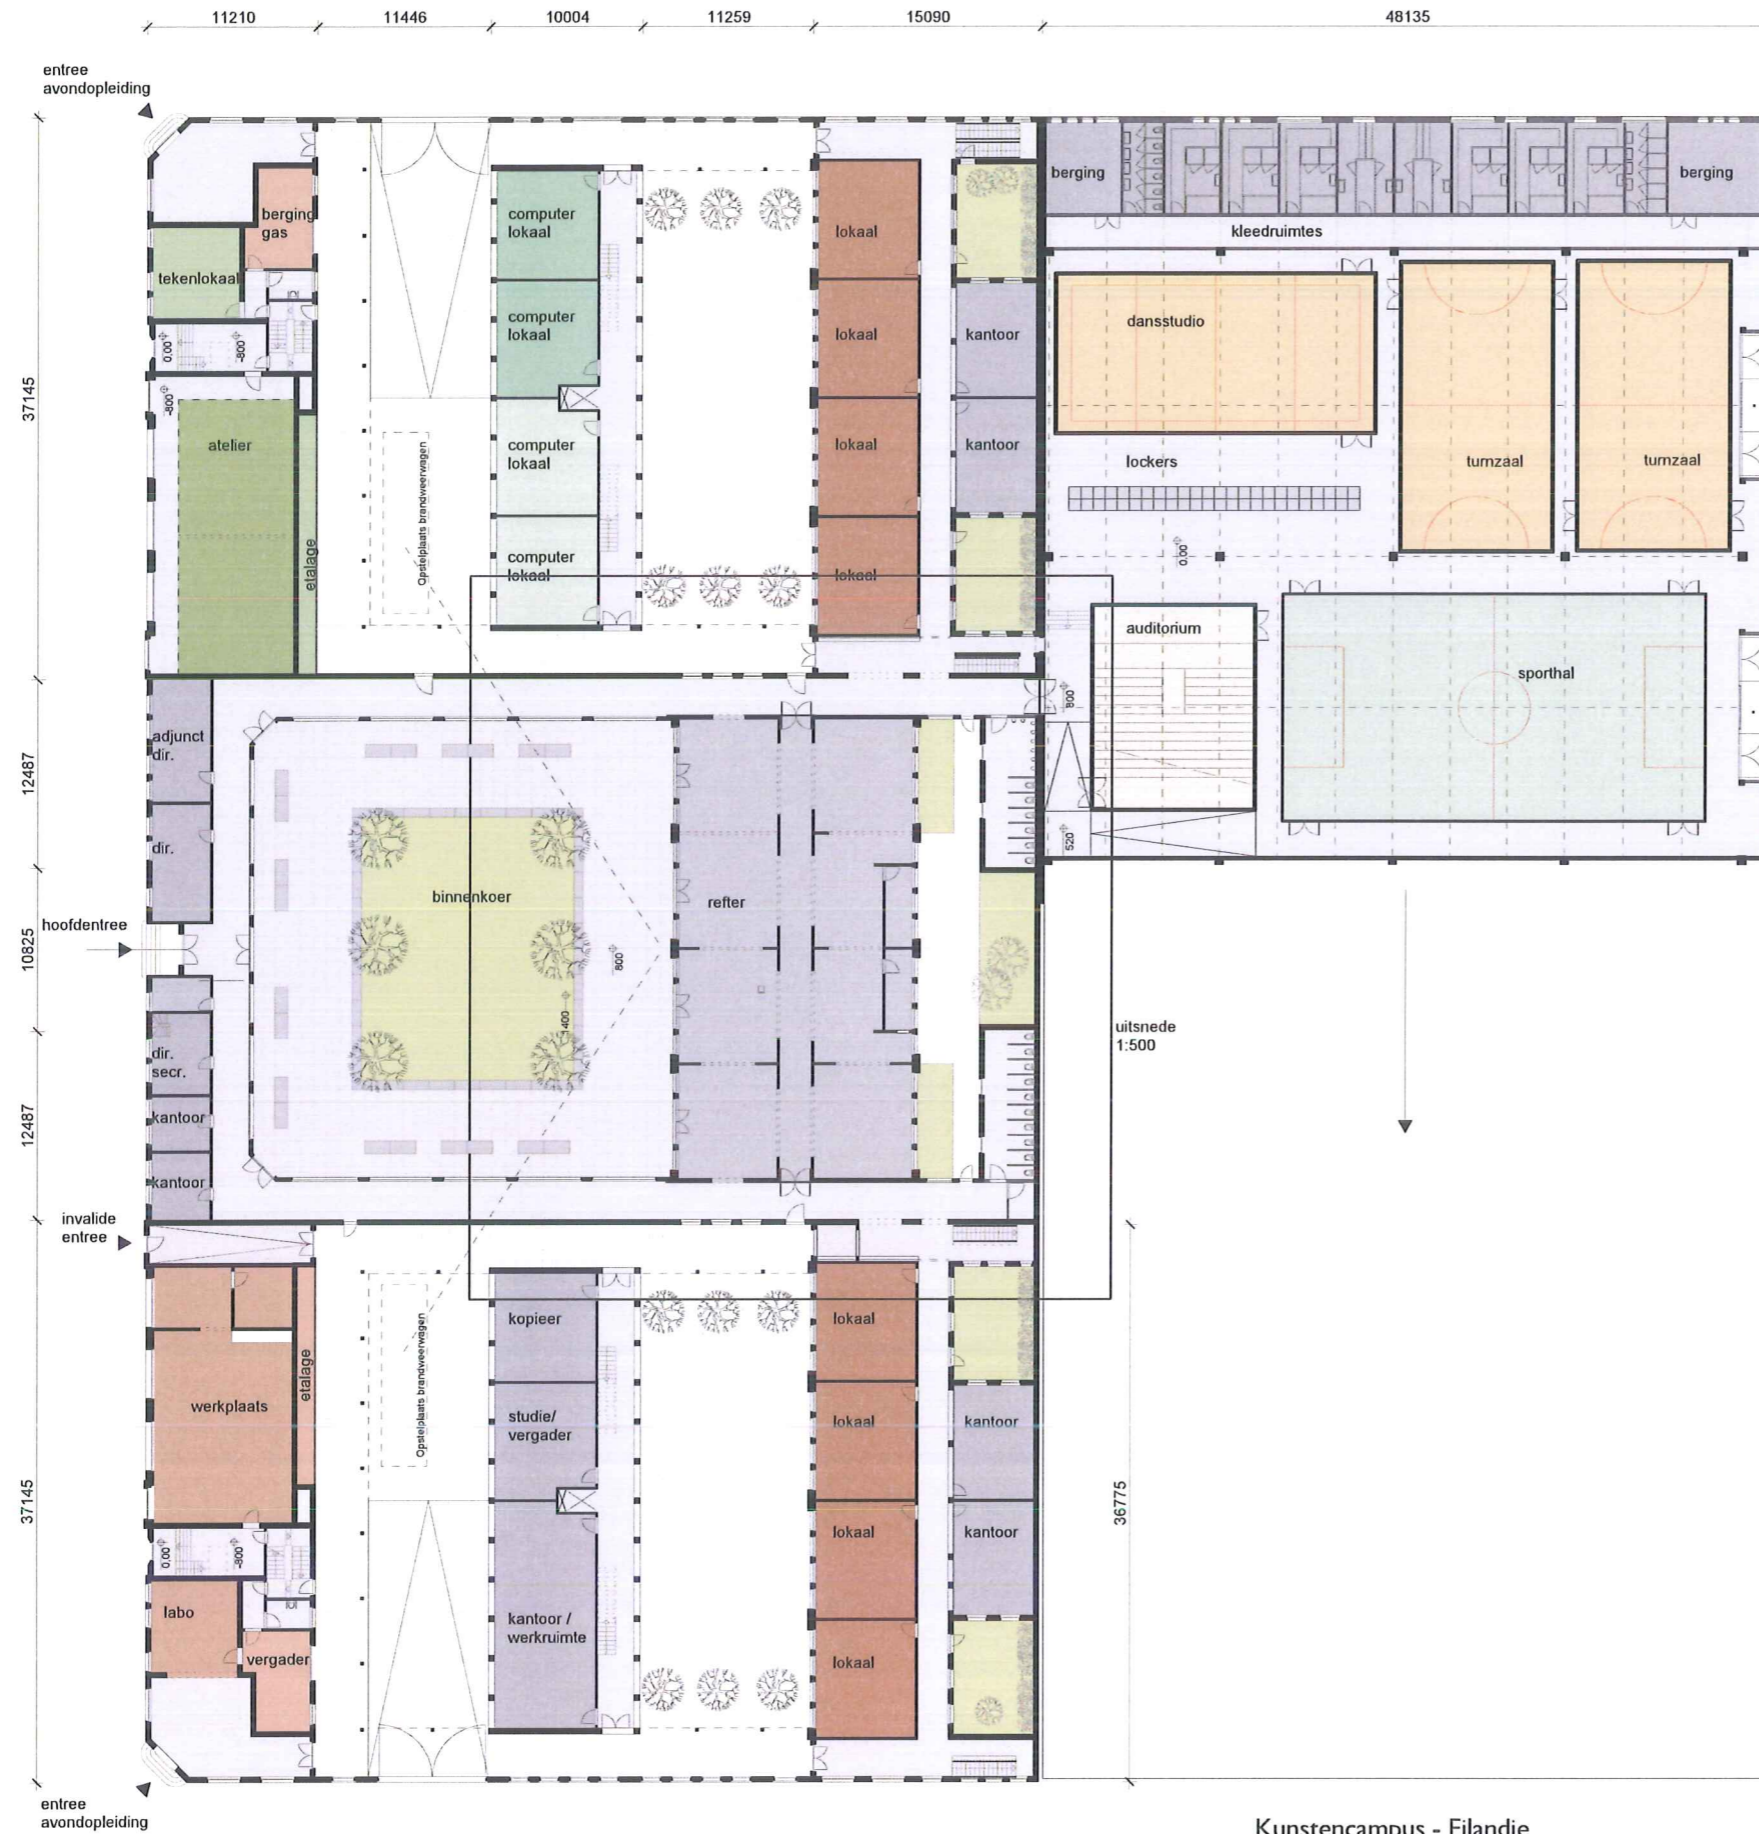 11210
11446
10004
11259
15090
48135
entree
avondopleiding
berging
gas
computer
lokaal
lokaal
berging
berging
kleedruimtes
tekenlokaal
computer
lokaal
lokaal
kantoor
dansstudio
0.00
-800
37145
-800
atelier
computer
lokaal
lokaal
kantoor
lockers
turnzaal
turnzaal
Opstelplaats brandweerwagen
etalage
computer
lokaal
lokaal
0.00
auditorium
sporthal
800
adjunct
dir.
12487
dir.
520
binnenkoer
refter
hoofdentree
10825
800
1400
uitsnede
1:500
dir.
secr.
kantoor
12487
kantoor
invalide
entree
kopieer
lokaal
etalage
Opstelplaats brandweerwagen
werkplaats
studie/
vergader
lokaal
kantoor
37145
36775
lokaal
kantoor
0.00
-800
labo
kantoor /
werkruimte
vergader
lokaal
entree
avondopleiding
Kunstencampus - Eilandje